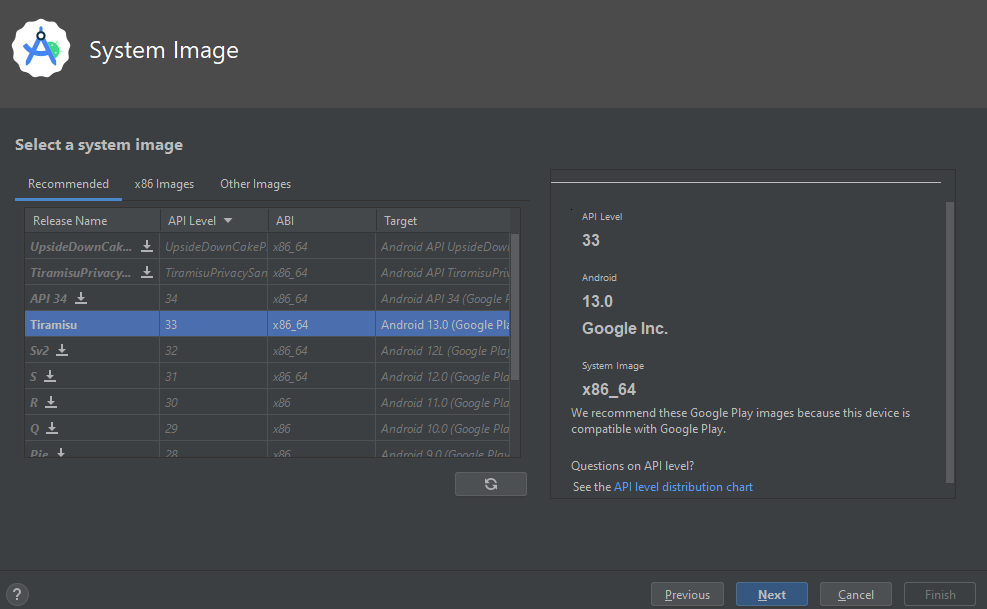 System Image
Select a system image
Recommended x86 Images Other Images
Release Name API Level ABI Target
UpsideDownCak... UpsideDownCakeP x86_64 Android API UpsideDow
TiramisuPrivacy... TiramisuPrivacySan x86_64 Android API TiramisuPriv
API 34 34 x86_64 Android API 34 (Google P
Tiramisu 33 x86_64 Android 13.0 (Google Pla
Sv2 32 x86_64 Android 12L (Google Play
S 31 x86_64 Android 12.0 (Google Pla
R 30 x86 Android 11.0 (Google Pla
Q 29 x86 Android 10.0 (Google Pla
Pie 28 x86 Android 9.0 (Google Play
API Level
33
Android
13.0
Google Inc.
System Image
x86_64
We recommend these Google Play images because this device is
compatible with Google Play.
Questions on API level?
See the API level distribution chart
? Previous Next Cancel Finish